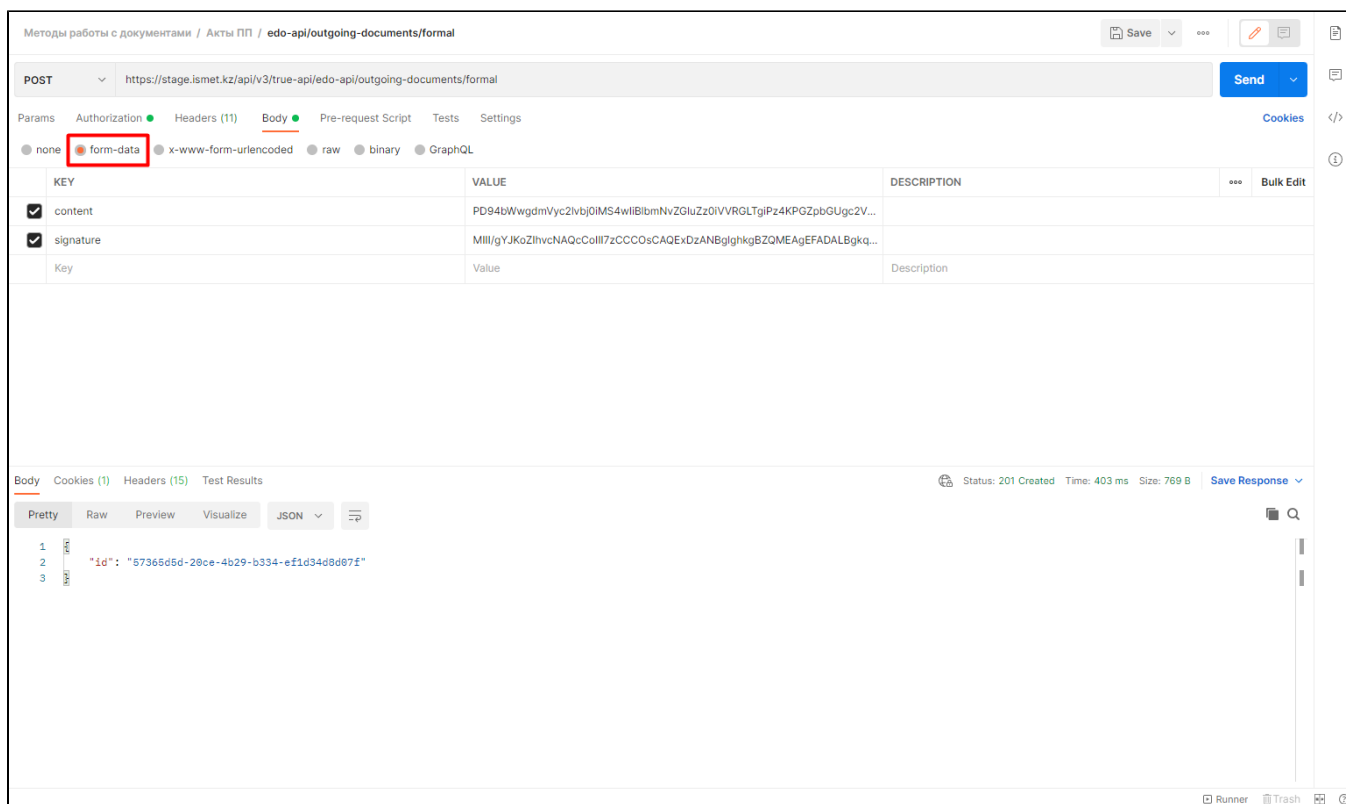 Методы работы с документами / Акты ПП / edo-api/outgoing-documents/formal
Save
POST https://stage.ismet.kz/api/v3/true-api/edo-api/outgoing-documents/formal Send
Params Authorization Headers (11) Body Pre-request Script Tests Settings Cookies
none form-data x-www-form-urlencoded raw binary GraphQL
KEY VALUE DESCRIPTION Bulk Edit
content PD94bWwgdmVyc2lvbj0iMS4wIiBlbmNvZGluZz0iVVRGLTgiPz4KPGZpbGUgc2V...
signature MIII/gYJKoZIhvcNAQcCoIII7zCCCOsCAQExDzANBglghkgBZQMEAgEFADALBgkq...
Key Value Description
Body Cookies (1) Headers (15) Test Results Status: 201 Created Time: 403 ms Size: 769 B Save Response
Pretty Raw Preview Visualize JSON
1 {
2 "id": "57365d5d-20ce-4b29-b334-ef1d34d8d07f"
3 }
Runner Trash